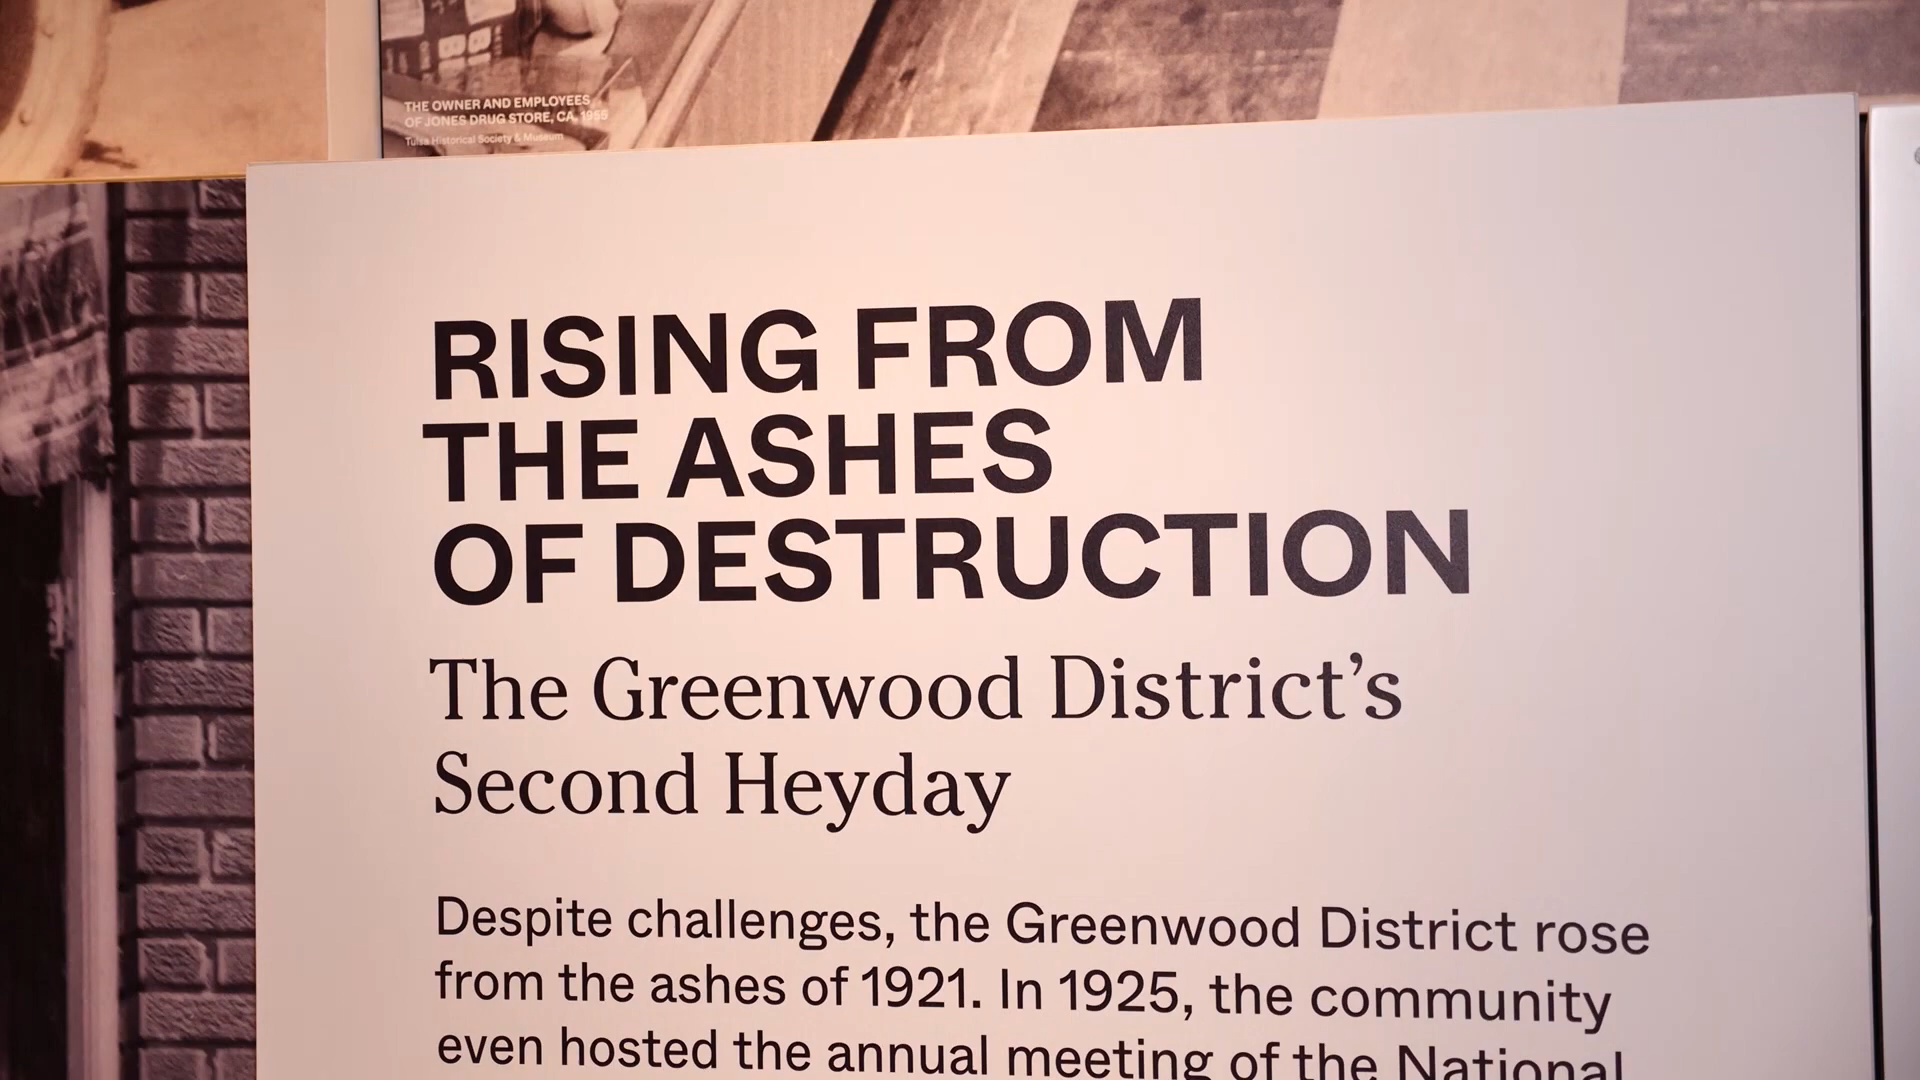 THE OWNER AND EMPLOYEES
OF JONES DRUG STORE, CA. 1955
Tulsa Historical Society & Museum
RISING FROM
THE ASHES
OF DESTRUCTION
The Greenwood District’s
Second Heyday
Despite challenges, the Greenwood District rose
from the ashes of 1921. In 1925, the community
even hosted the annual meeting of the National